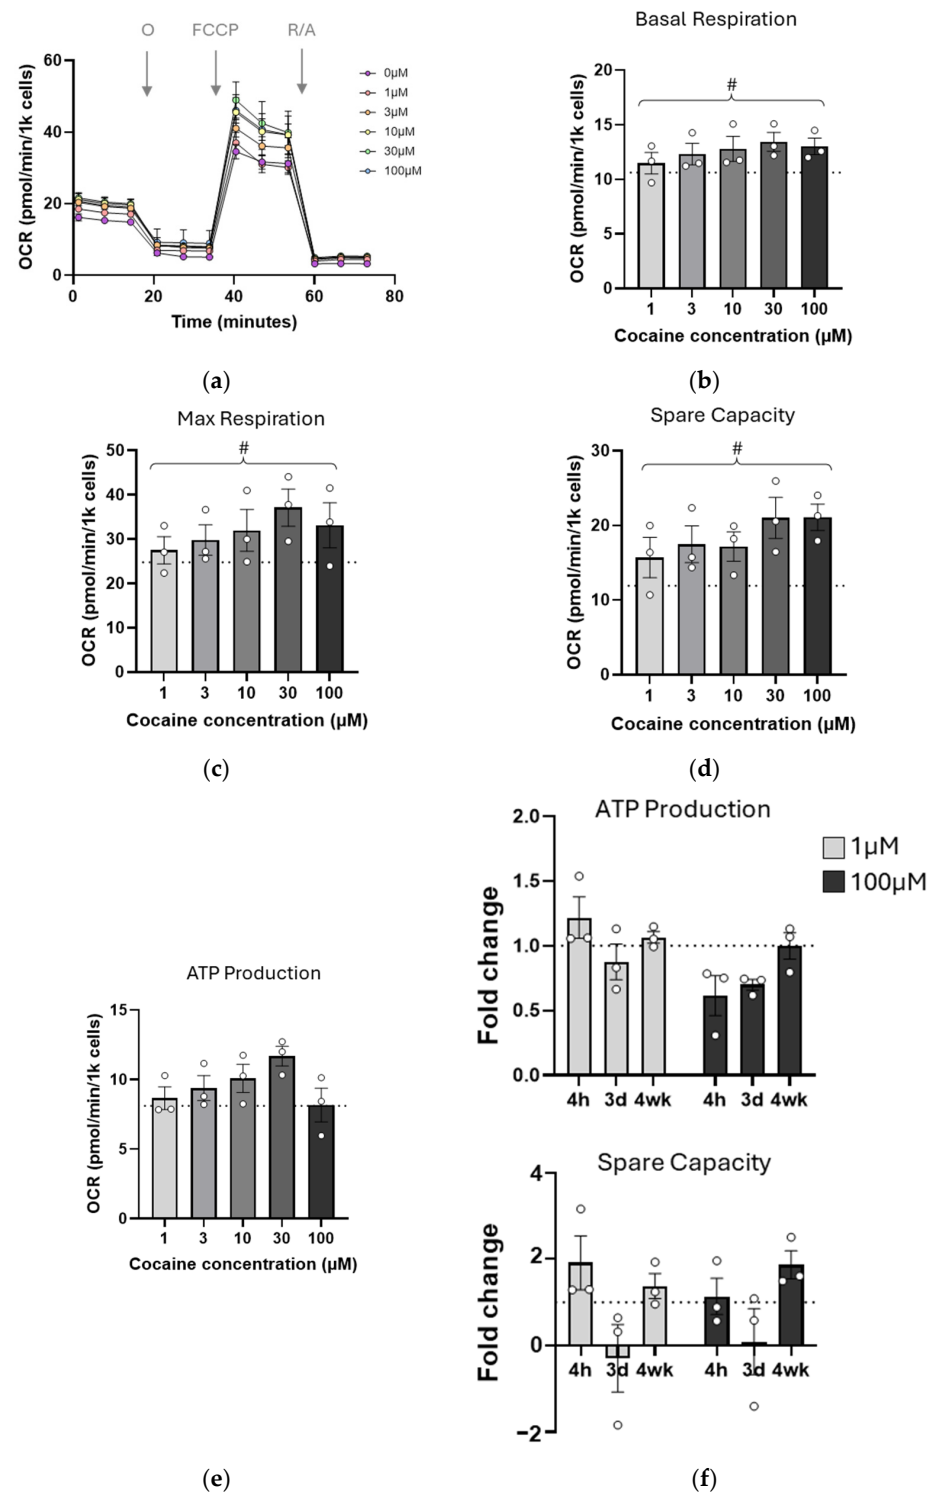 O FCCP R/A
60
40
20
0
OCR (pmol/min/1k cells)
0 20 40 60 80
Time (minutes)
0µM
1µM
3µM
10µM
30µM
100µM
(a)
Basal Respiration
#
20
15
10
5
0
OCR (pmol/min/1k cells)
1 3 10 30 100
Cocaine concentration (µM)
(b)
Max Respiration
#
50
40
30
20
10
0
OCR (pmol/min/1k cells)
1 3 10 30 100
Cocaine concentration (µM)
(c)
Spare Capacity
#
30
20
10
0
OCR (pmol/min/1k cells)
1 3 10 30 100
Cocaine concentration (µM)
(d)
ATP Production
15
10
5
0
OCR (pmol/min/1k cells)
1 3 10 30 100
Cocaine concentration (µM)
(e)
ATP Production
2.0
1.5
1.0
0.5
0.0
Fold change
4h 3d 4wk 4h 3d 4wk
1µM
100µM
Spare Capacity
4
2
0
−2
Fold change
4h 3d 4wk 4h 3d 4wk
(f)